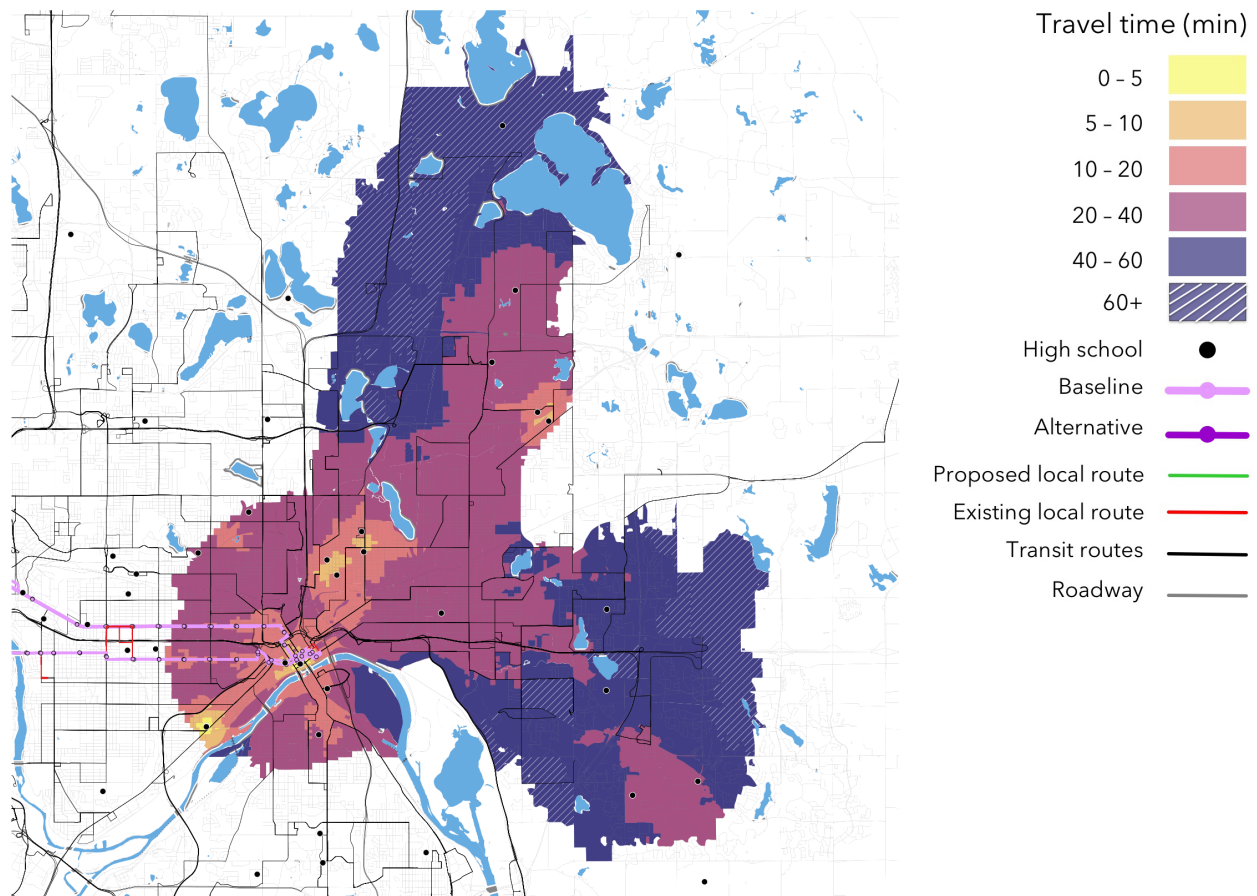 Travel time (min)
0 – 5
5 – 10
10 – 20
20 – 40
40 – 60
60+
High school
Baseline
Alternative
Proposed local route
Existing local route
Transit routes
Roadway